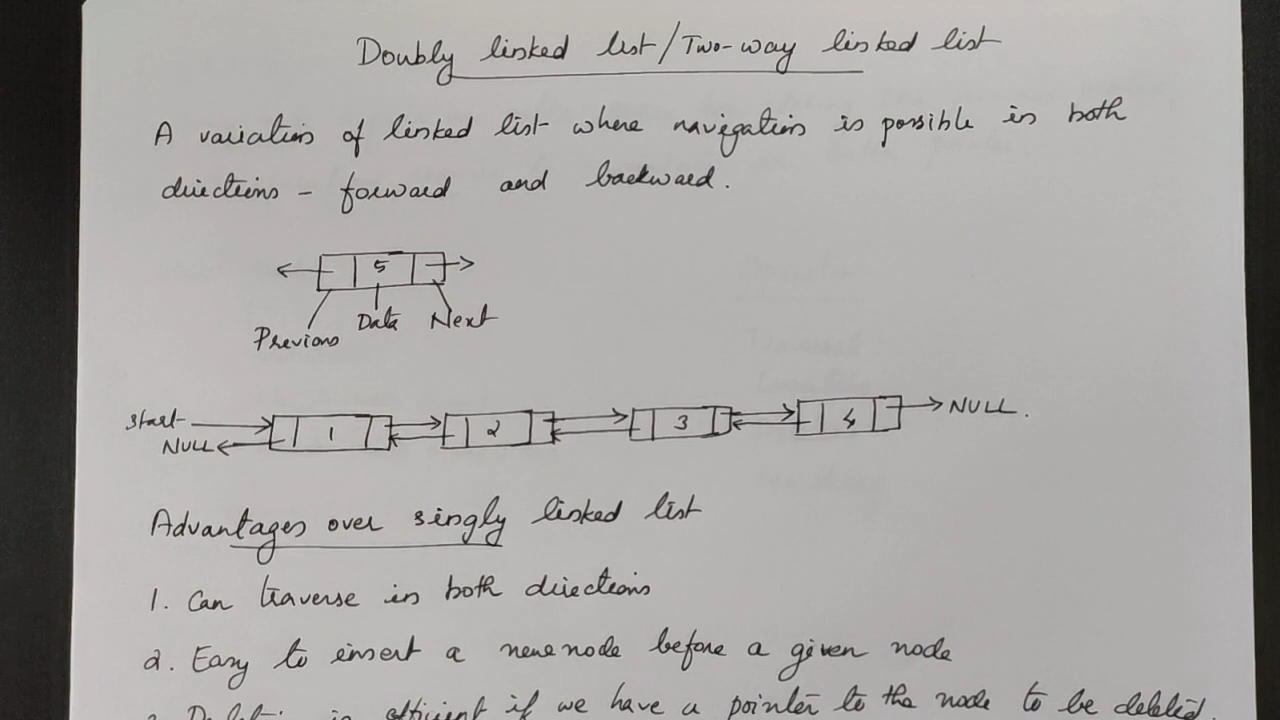 Doubly linked list/Two-way linked list
A variation of linked list where navigation is possible in both
directions - forward and backward.
5
Previous Data Next
Start
NULL 1 2 3 4 NULL.
Advantages over singly linked list
1. Can traverse in both directions
2. Easy to insert a new node before a given node
is efficient if we have a pointer to the node to be deleted.